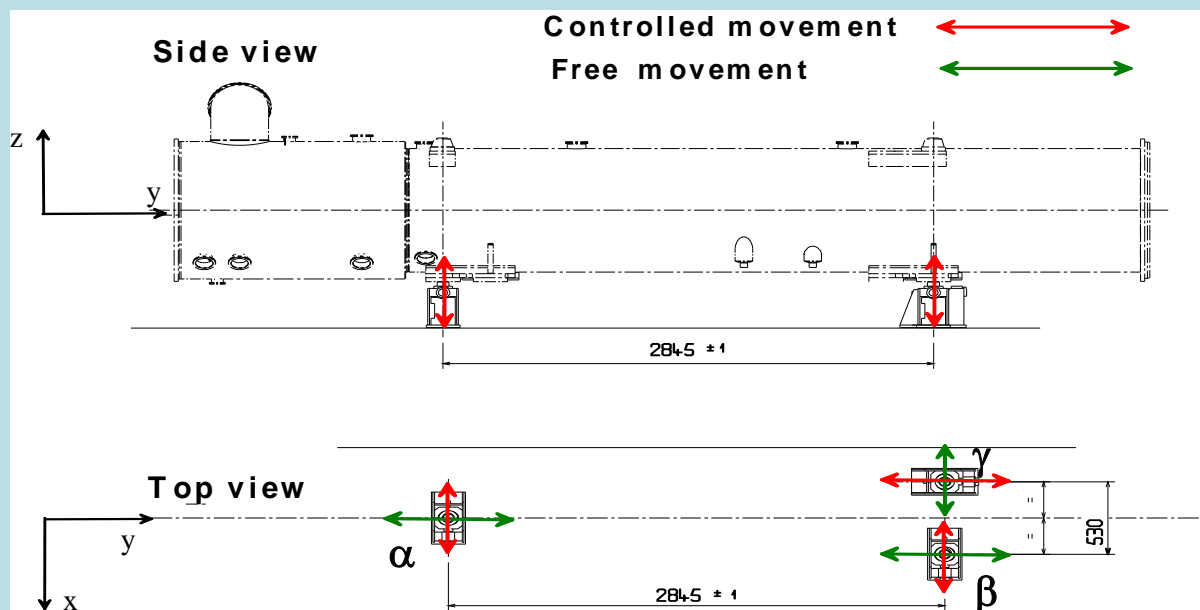 Controlled movement
Side view
Free movement
z
y
2845 ± 1
γ
Top view
=
y
α
=
530
β
x
2845 ± 1